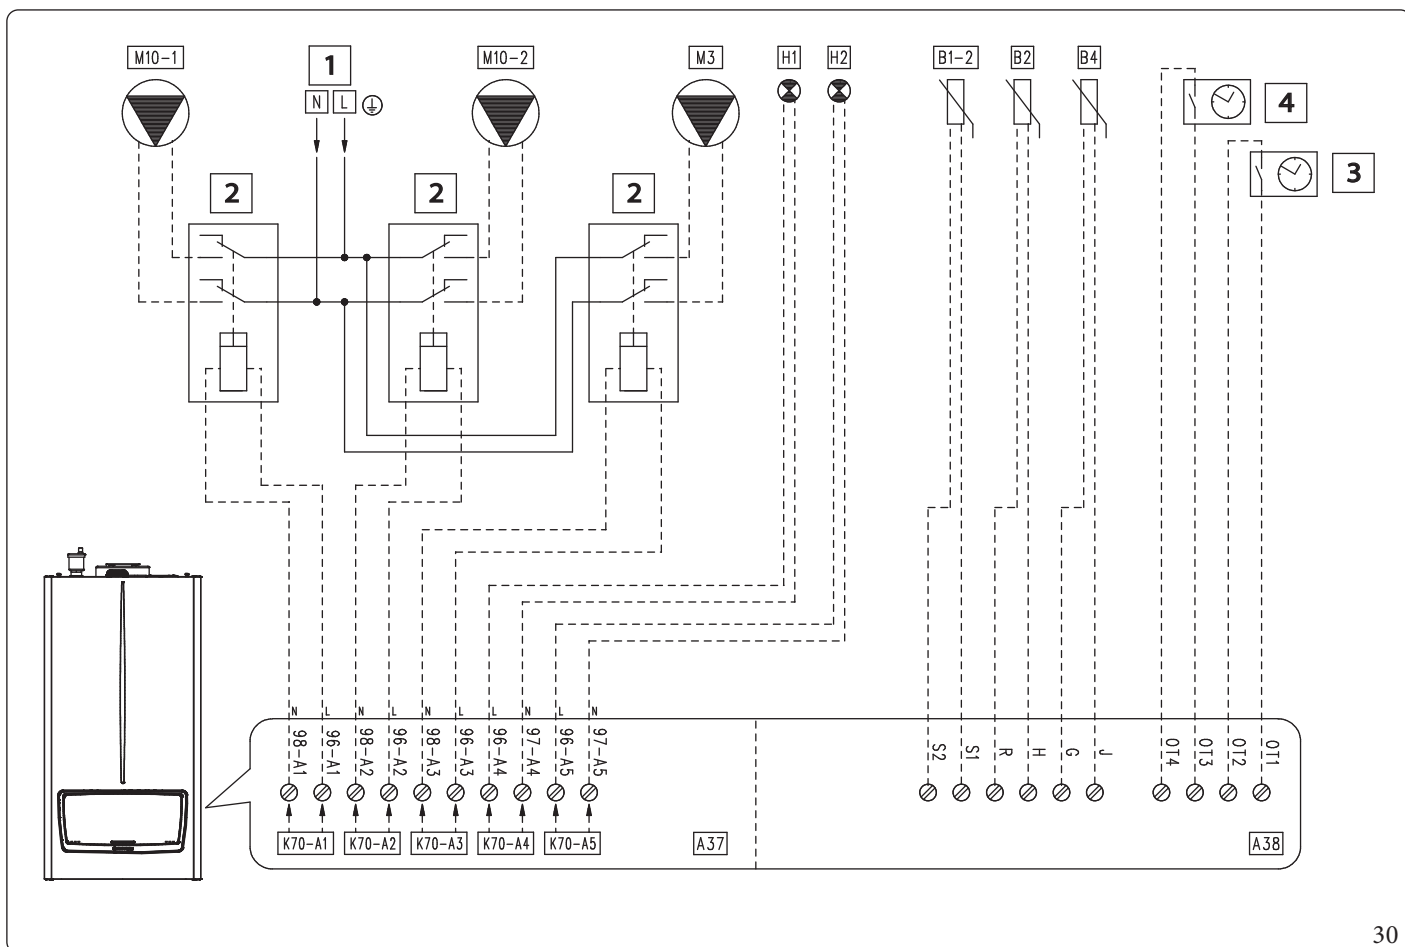 M10-1
1
M10-2
M3
H1
H2
B1-2
B2
B4
N
L
4
3
2
2
2
N
L
N
L
N
L
L
N
L
N
98-A1
96-A1
98-A2
96-A2
98-A3
96-A3
96-A4
97-A4
96-A5
97-A5
S2
S1
R
H
G
J
OT4
OT3
OT2
OT1
K70-A1
K70-A2
K70-A3
K70-A4
K70-A5
A37
A38
30